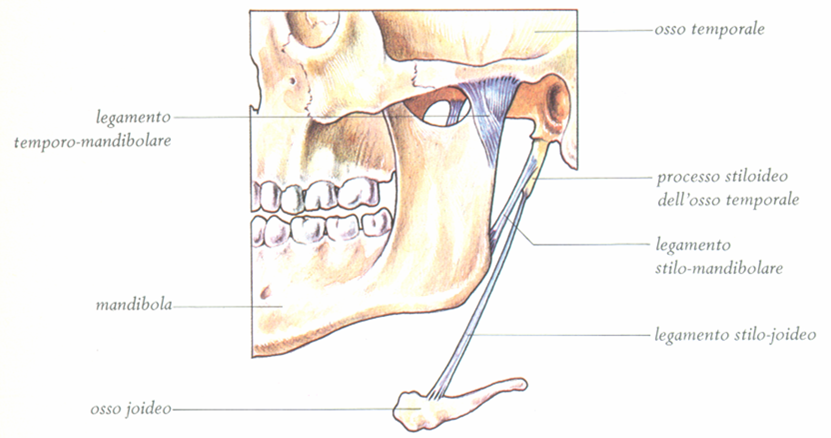 osso temporale
legamento
temporo-mandibolare
processo stiloideo
dell'osso temporale
legamento
stilo-mandibolare
mandibola
legamento stilo-joideo
osso joideo